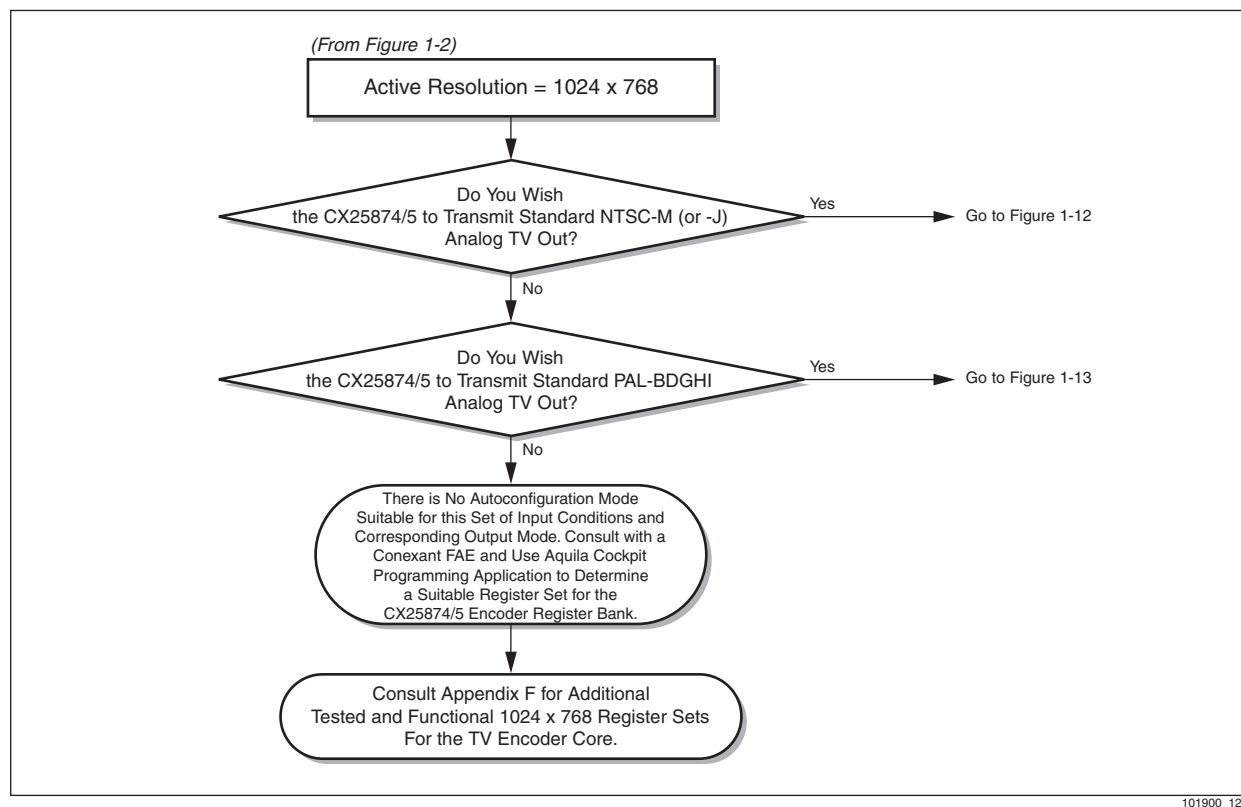 (From Figure 1-2)
Active Resolution = 1024 x 768
Do You Wish
the CX25874/5 to Transmit Standard NTSC-M (or -J)
Analog TV Out?
Yes
Go to Figure 1-12
No
Do You Wish
the CX25874/5 to Transmit Standard PAL-BDGHI
Analog TV Out?
Yes
Go to Figure 1-13
No
There is No Autoconfiguration Mode
Suitable for this Set of Input Conditions and
Corresponding Output Mode. Consult with a
Conexant FAE and Use Aquila Cockpit
Programming Application to Determine
a Suitable Register Set for the
CX25874/5 Encoder Register Bank.
Consult Appendix F for Additional
Tested and Functional 1024 x 768 Register Sets
For the TV Encoder Core.
101900_12